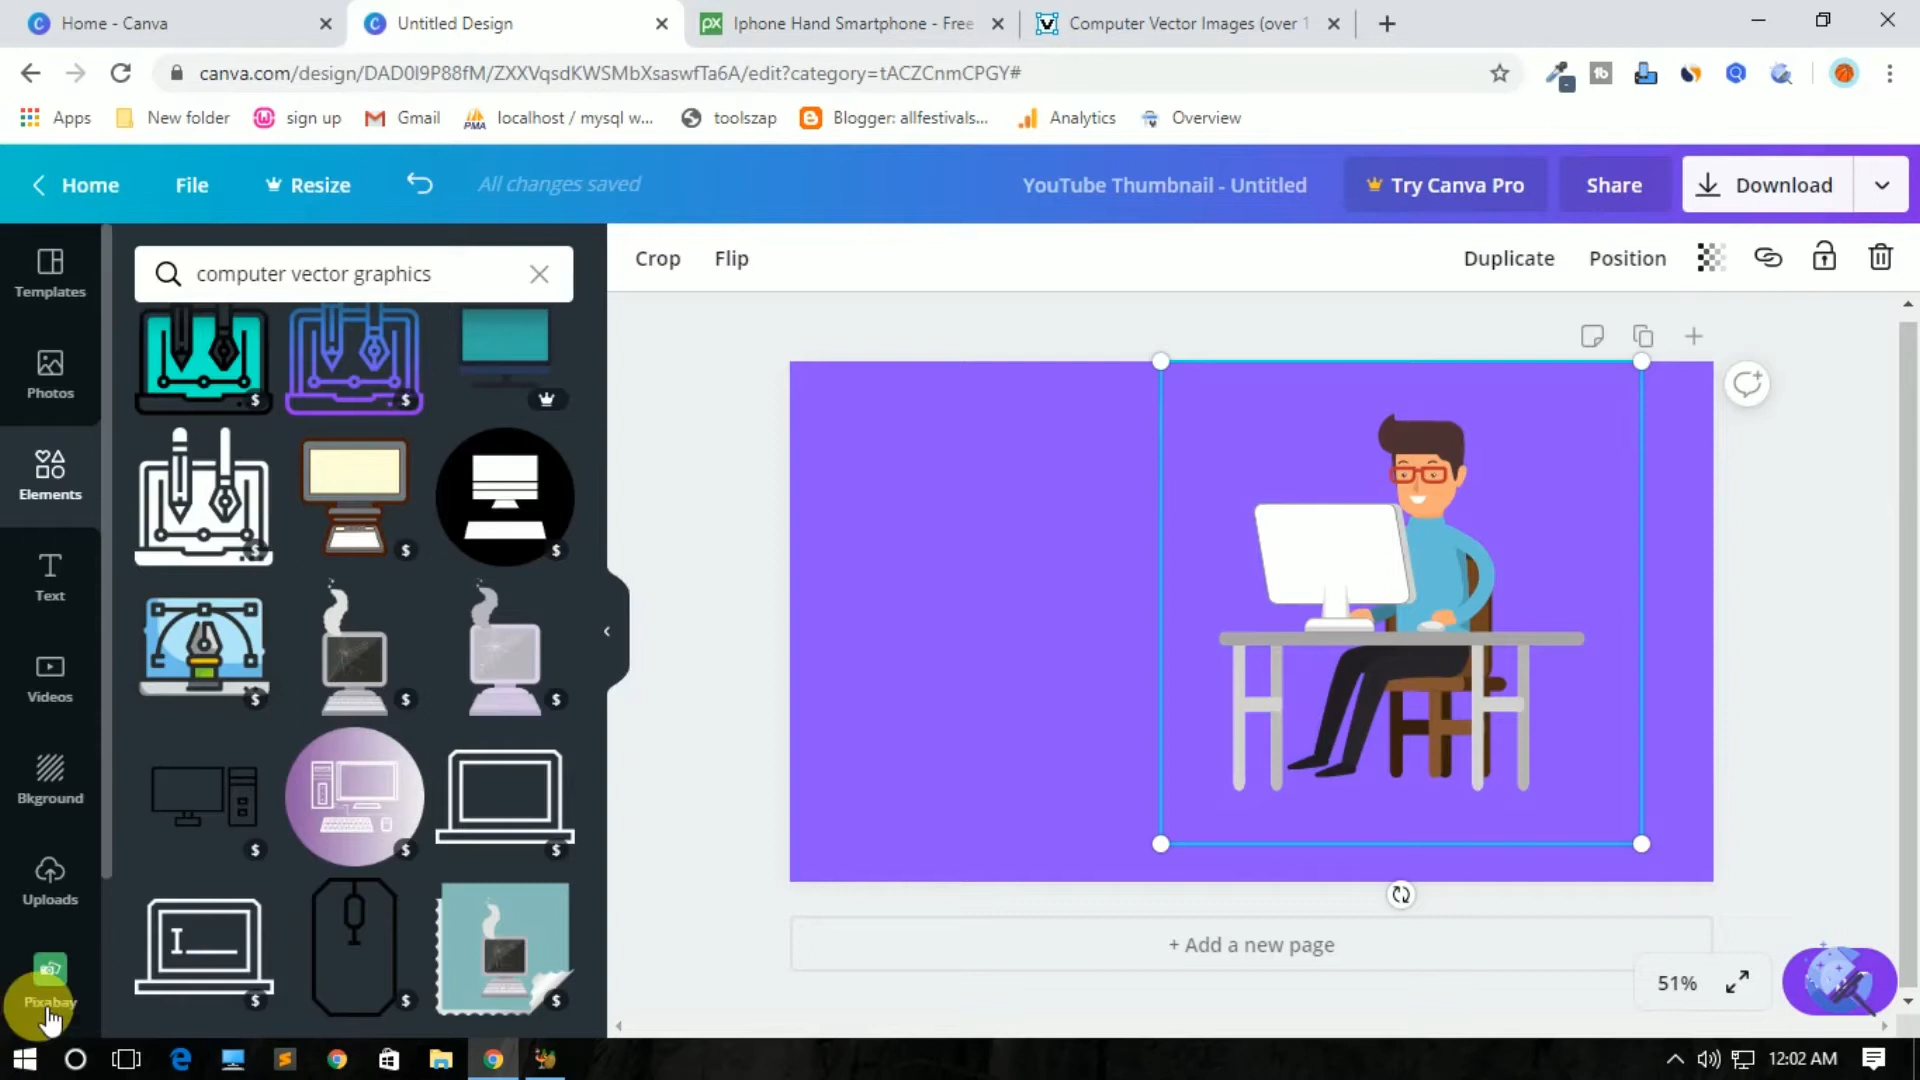 Home - Canva
Untitled Design
Iphone Hand Smartphone - Free
Computer Vector Images (over 1
canva.com/design/DAD0I9P88fM/ZXXVqsdKWSMbXsaswfTa6A/edit?category=tACZCnmCPGY#
Apps
New folder
sign up
Gmail
localhost / mysql w...
toolszap
Blogger: allfestivals...
Analytics
Overview
Home
File
Resize
All changes saved
YouTube Thumbnail - Untitled
Try Canva Pro
Share
Download
Templates
Photos
Elements
Text
Videos
Bkground
Uploads
Pixabay
computer vector graphics
Crop
Flip
Duplicate
Position
+ Add a new page
51%
12:02 AM